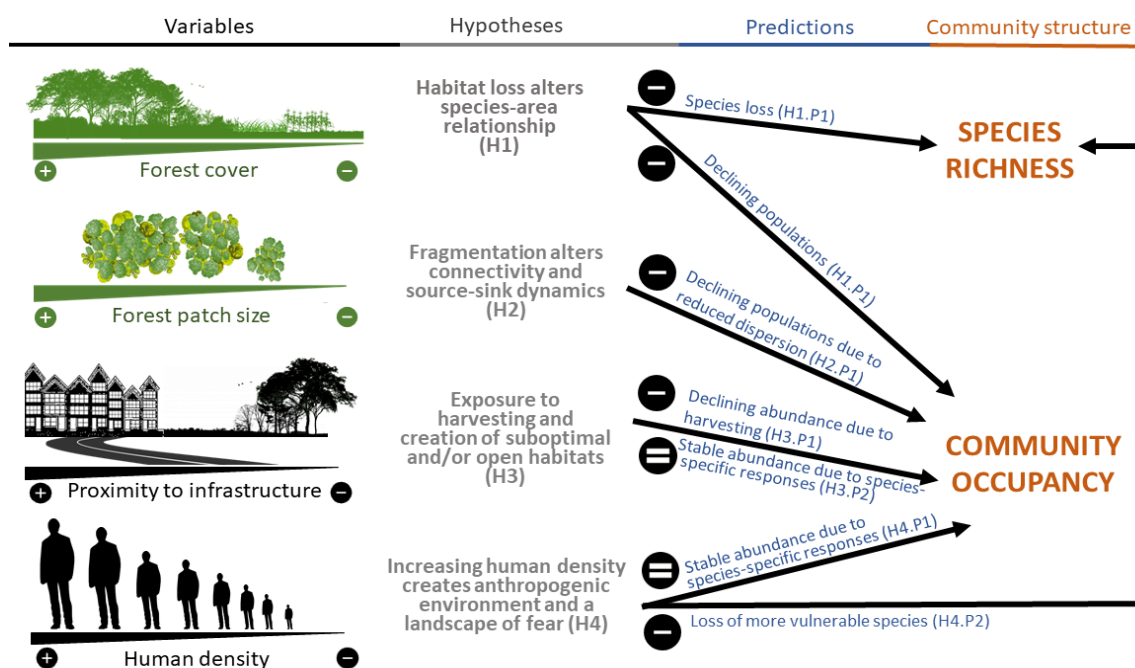 Variables
Hypotheses
Predictions
Community structure
Forest cover
Habitat loss alters
species-area
relationship
(H1)
Species loss (H1.P1)
Declining populations (H1.P1)
SPECIES
RICHNESS
Forest patch size
Fragmentation alters
connectivity and
source-sink dynamics
(H2)
Declining populations due to
reduced dispersion (H2.P1)
Proximity to infrastructure
Exposure to
harvesting and
creation of suboptimal
and/or open habitats
(H3)
Declining abundance due to
harvesting (H3.P1)
Stable abundance due to species-
specific responses (H3.P2)
COMMUNITY
OCCUPANCY
Human density
Increasing human density
creates anthropogenic
environment and a
landscape of fear (H4)
Stable abundance due to
species-specific responses (H4.P1)
Loss of more vulnerable species (H4.P2)